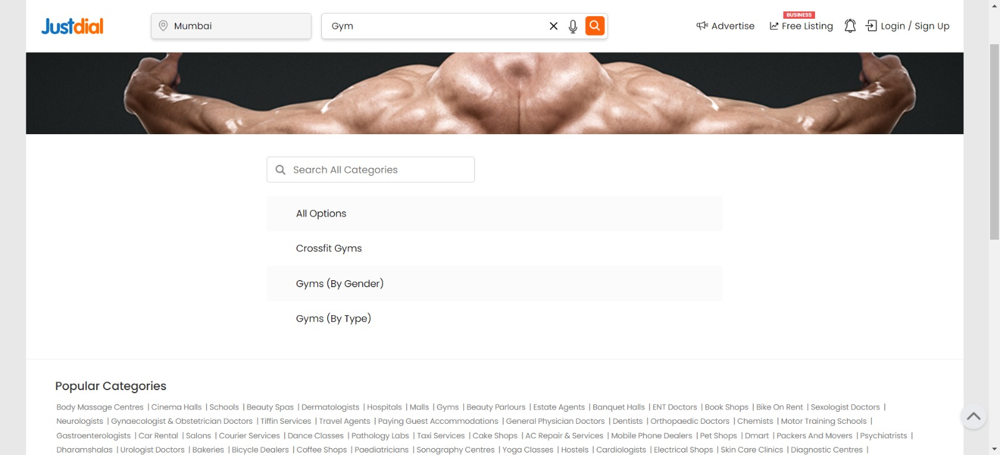 Justdial
Mumbai
Gym
Advertise
BUSINESS
Free Listing
Login / Sign Up
Search All Categories
All Options
Crossfit Gyms
Gyms (By Gender)
Gyms (By Type)
Popular Categories
Body Massage Centres | Cinema Halls | Schools | Beauty Spas | Dermatologists | Hospitals | Malls | Gyms | Beauty Parlours | Estate Agents | Banquet Halls | ENT Doctors | Book Shops | Bike On Rent | Sexologist Doctors |
Neurologists | Gynaecologist & Obstetrician Doctors | Tiffin Services | Travel Agents | Paying Guest Accommodations | General Physician Doctors | Dentists | Orthopaedic Doctors | Chemists | Motor Training Schools |
Gastroenterologists | Car Rental | Salons | Courier Services | Dance Classes | Pathology Labs | Taxi Services | Cake Shops | AC Repair & Services | Mobile Phone Dealers | Pet Shops | Dmart | Packers And Movers | Psychiatrists |
Dharamshalas | Urologist Doctors | Bakeries | Bicycle Dealers | Coffee Shops | Paediatricians | Sonography Centres | Yoga Classes | Hostels | Cardiologists | Electrical Shops | Skin Care Clinics | Diagnostic Centres |